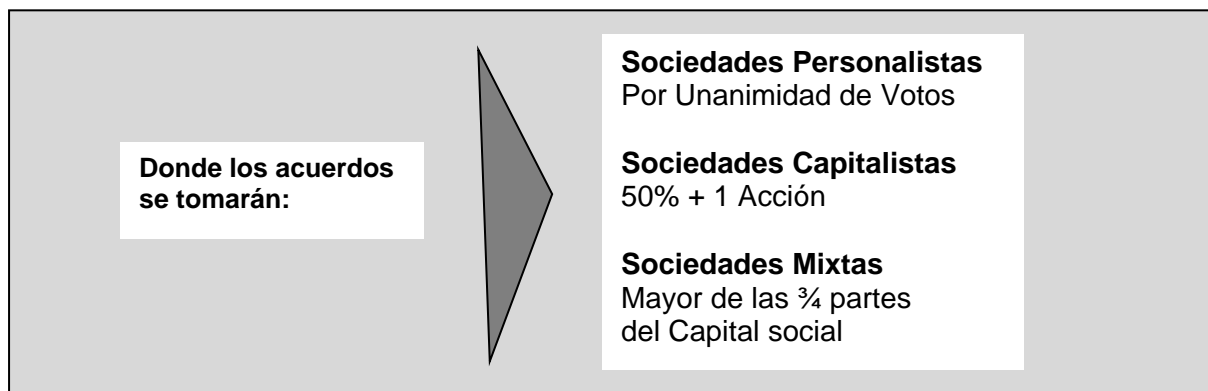 Donde los acuerdos
se tomarán:
Sociedades Personalistas
Por Unanimidad de Votos
Sociedades Capitalistas
50% + 1 Acción
Sociedades Mixtas
Mayor de las ¾ partes
del Capital social